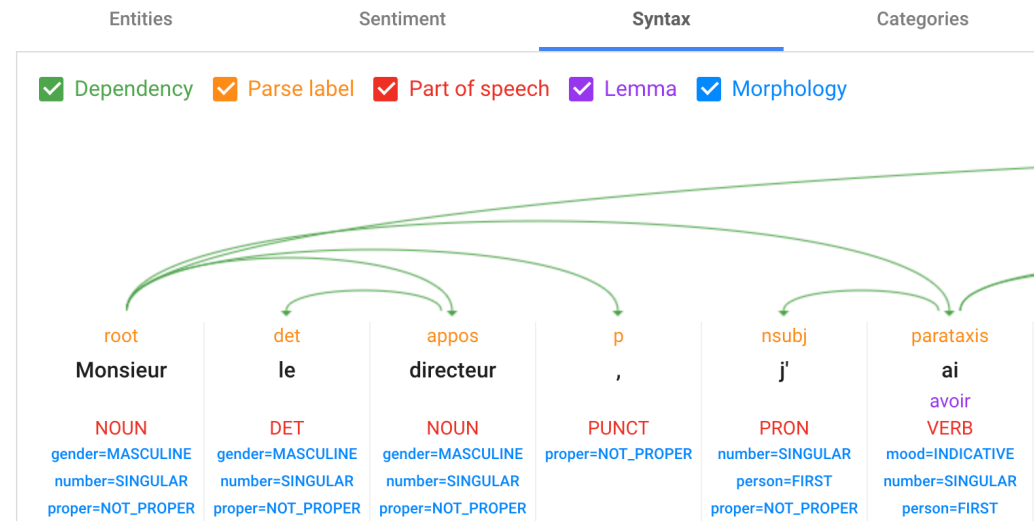 Entities Sentiment Syntax Categories
Dependency Parse label Part of speech Lemma Morphology
root det appos p nsubj parataxis
Monsieur le directeur , j' ai
avoir
NOUN DET NOUN PUNCT PRON VERB
gender=MASCULINE gender=MASCULINE gender=MASCULINE proper=NOT_PROPER number=SINGULAR mood=INDICATIVE
number=SINGULAR number=SINGULAR number=SINGULAR person=FIRST number=SINGULAR
proper=NOT_PROPER proper=NOT_PROPER proper=NOT_PROPER proper=NOT_PROPER person=FIRST